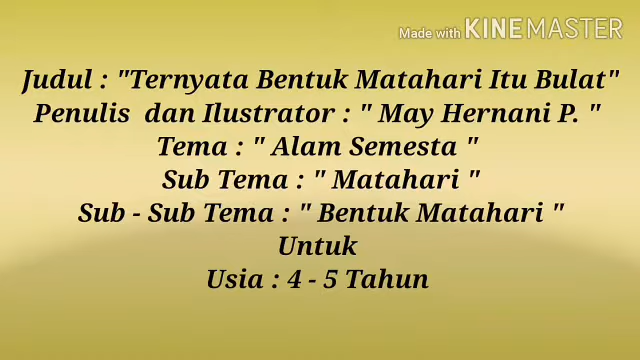 Made with KINEMASTER
Judul : "Ternyata Bentuk Matahari Itu Bulat"
Penulis dan Ilustrator : " May Hernani P. "
Tema : " Alam Semesta "
Sub Tema : " Matahari "
Sub - Sub Tema : " Bentuk Matahari "
Untuk
Usia : 4 - 5 Tahun